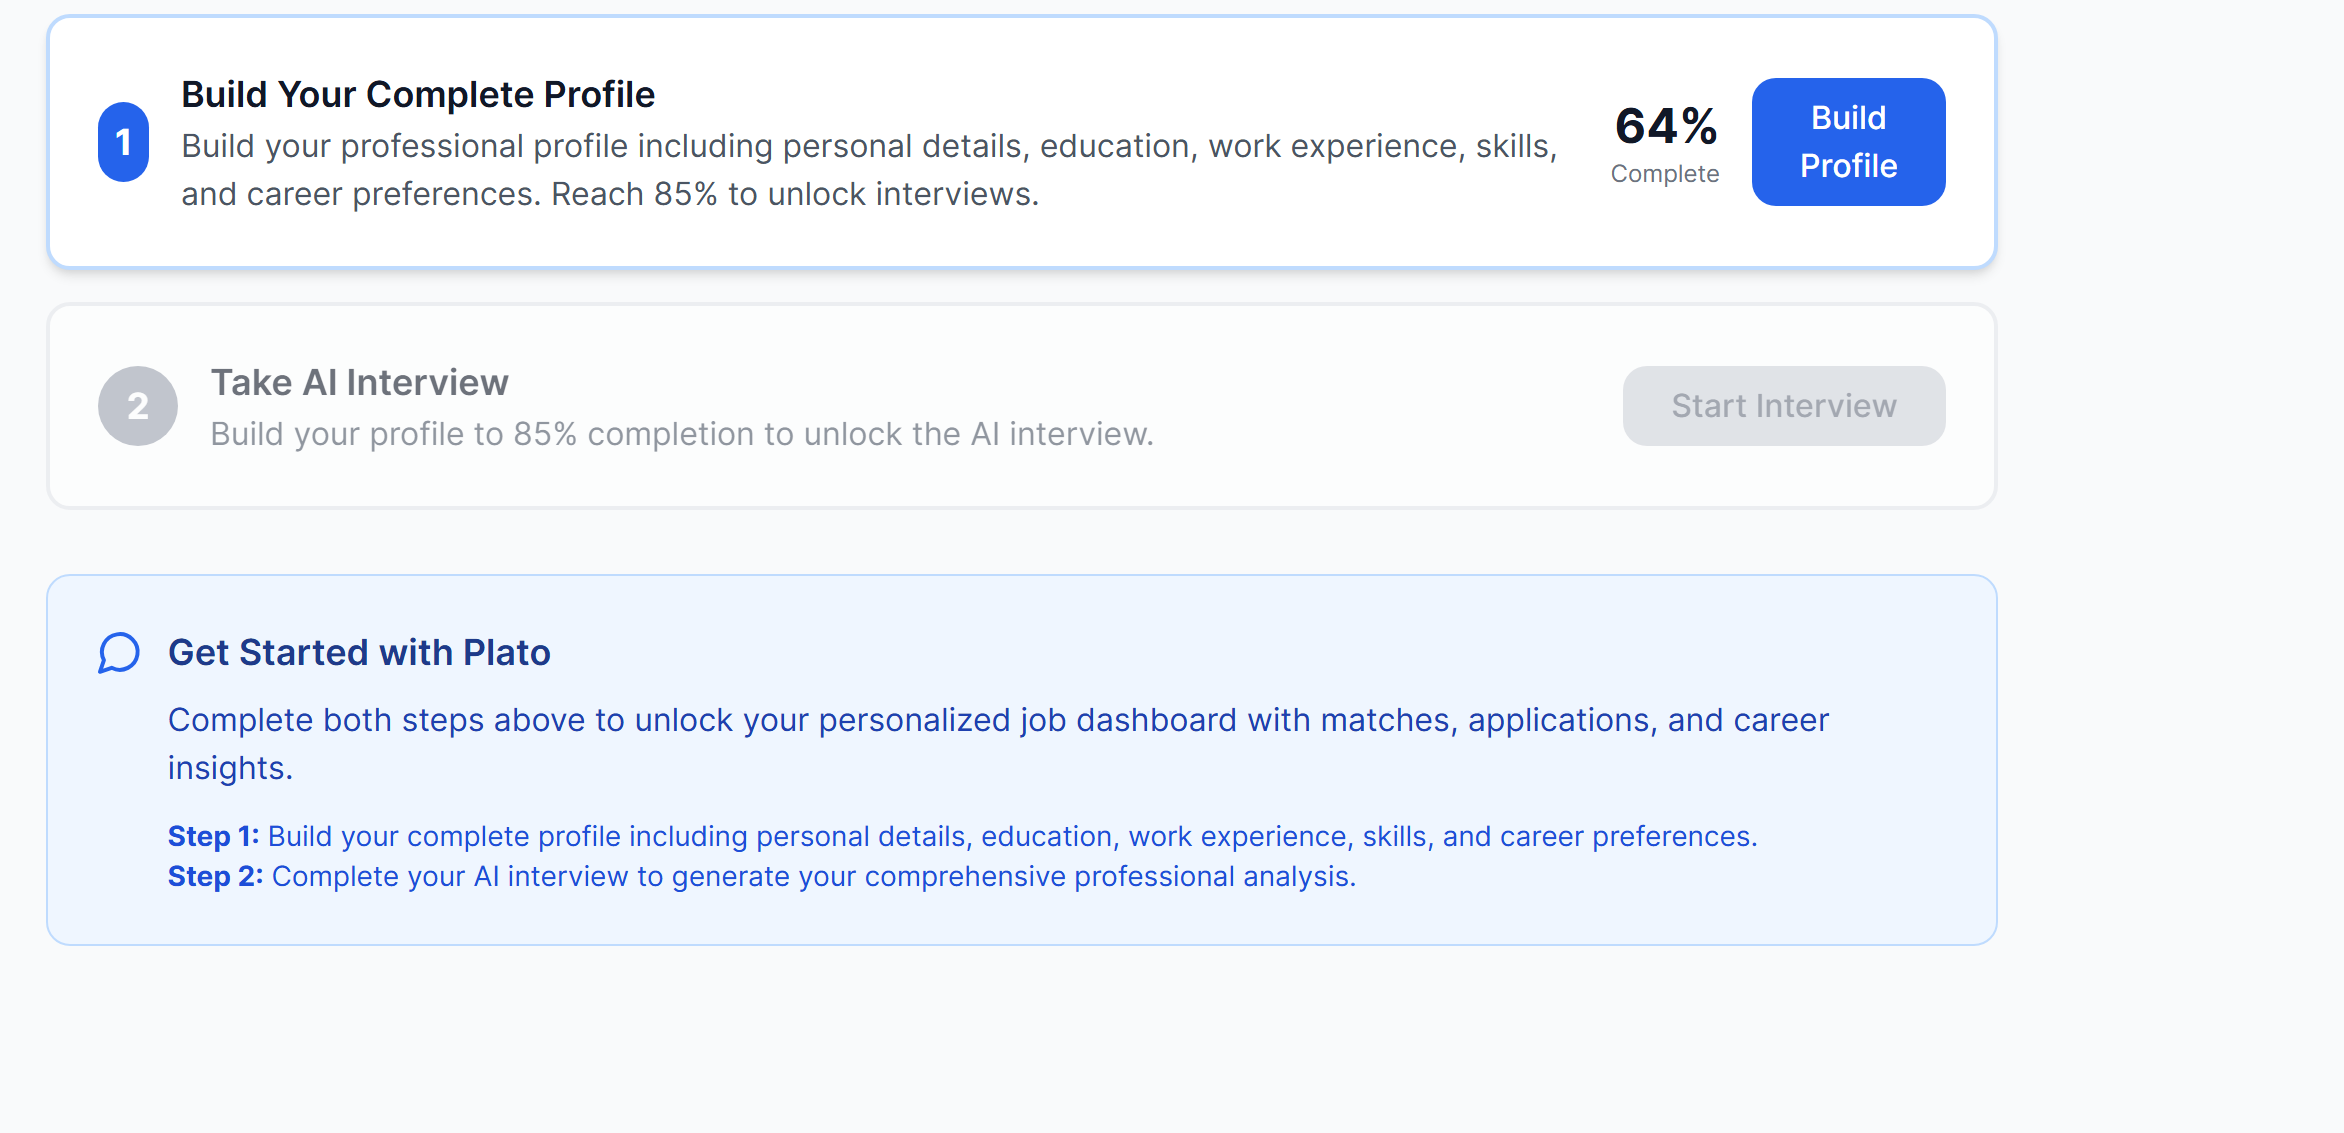 1
Build Your Complete Profile
Build your professional profile including personal details, education, work experience, skills,
and career preferences. Reach 85% to unlock interviews.
64%
Complete
Build
Profile
2
Take AI Interview
Build your profile to 85% completion to unlock the AI interview.
Start Interview
Get Started with Plato
Complete both steps above to unlock your personalized job dashboard with matches, applications, and career
insights.
Step 1: Build your complete profile including personal details, education, work experience, skills, and career preferences.
Step 2: Complete your AI interview to generate your comprehensive professional analysis.